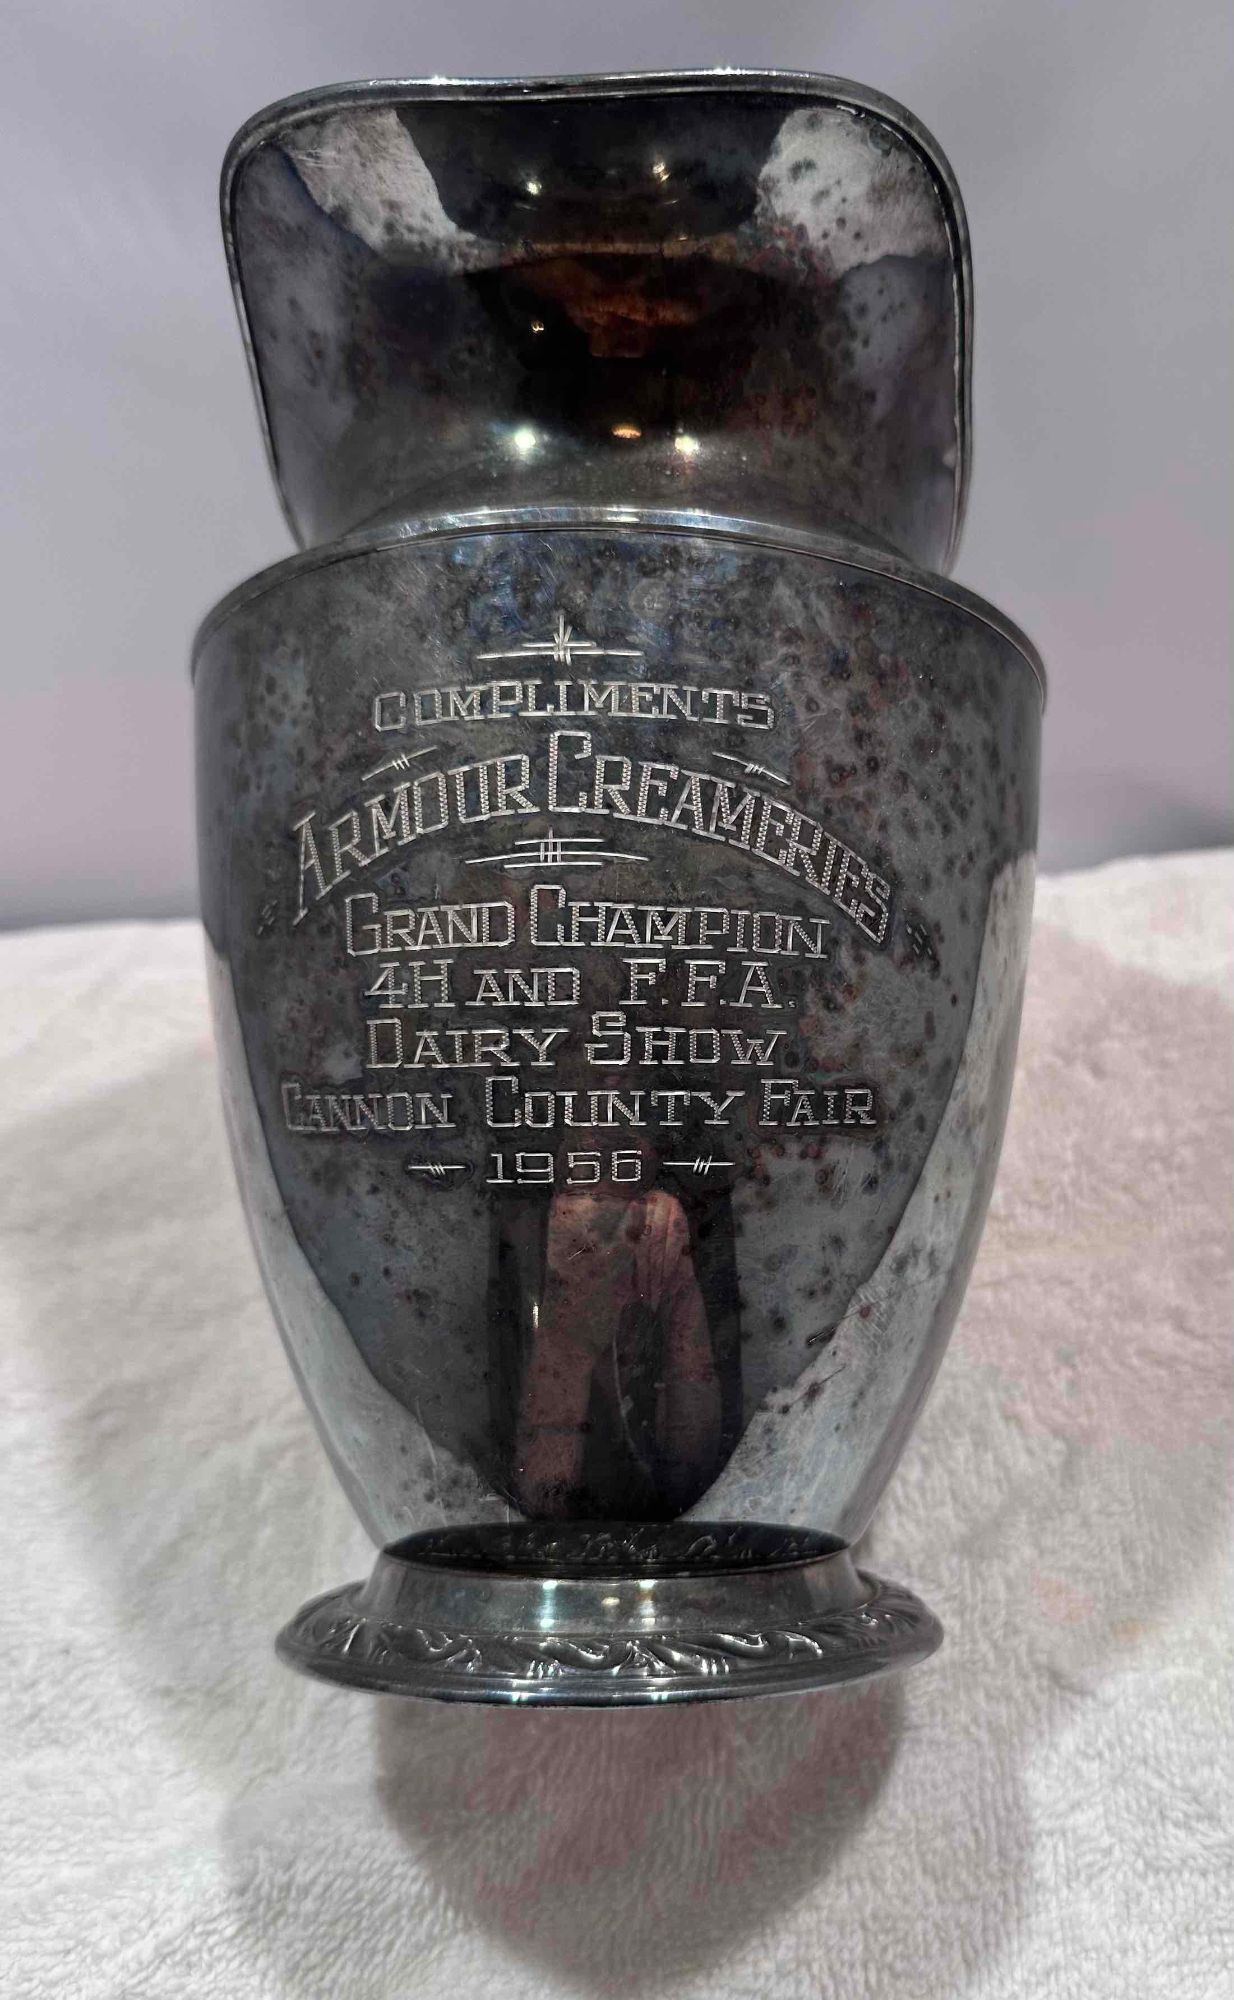 COMPLIMENTS
ARMOUR CREAMERIES
GRAND CHAMPION
4H AND F.F.A.
DAIRY SHOW
CANNON COUNTY FAIR
1956